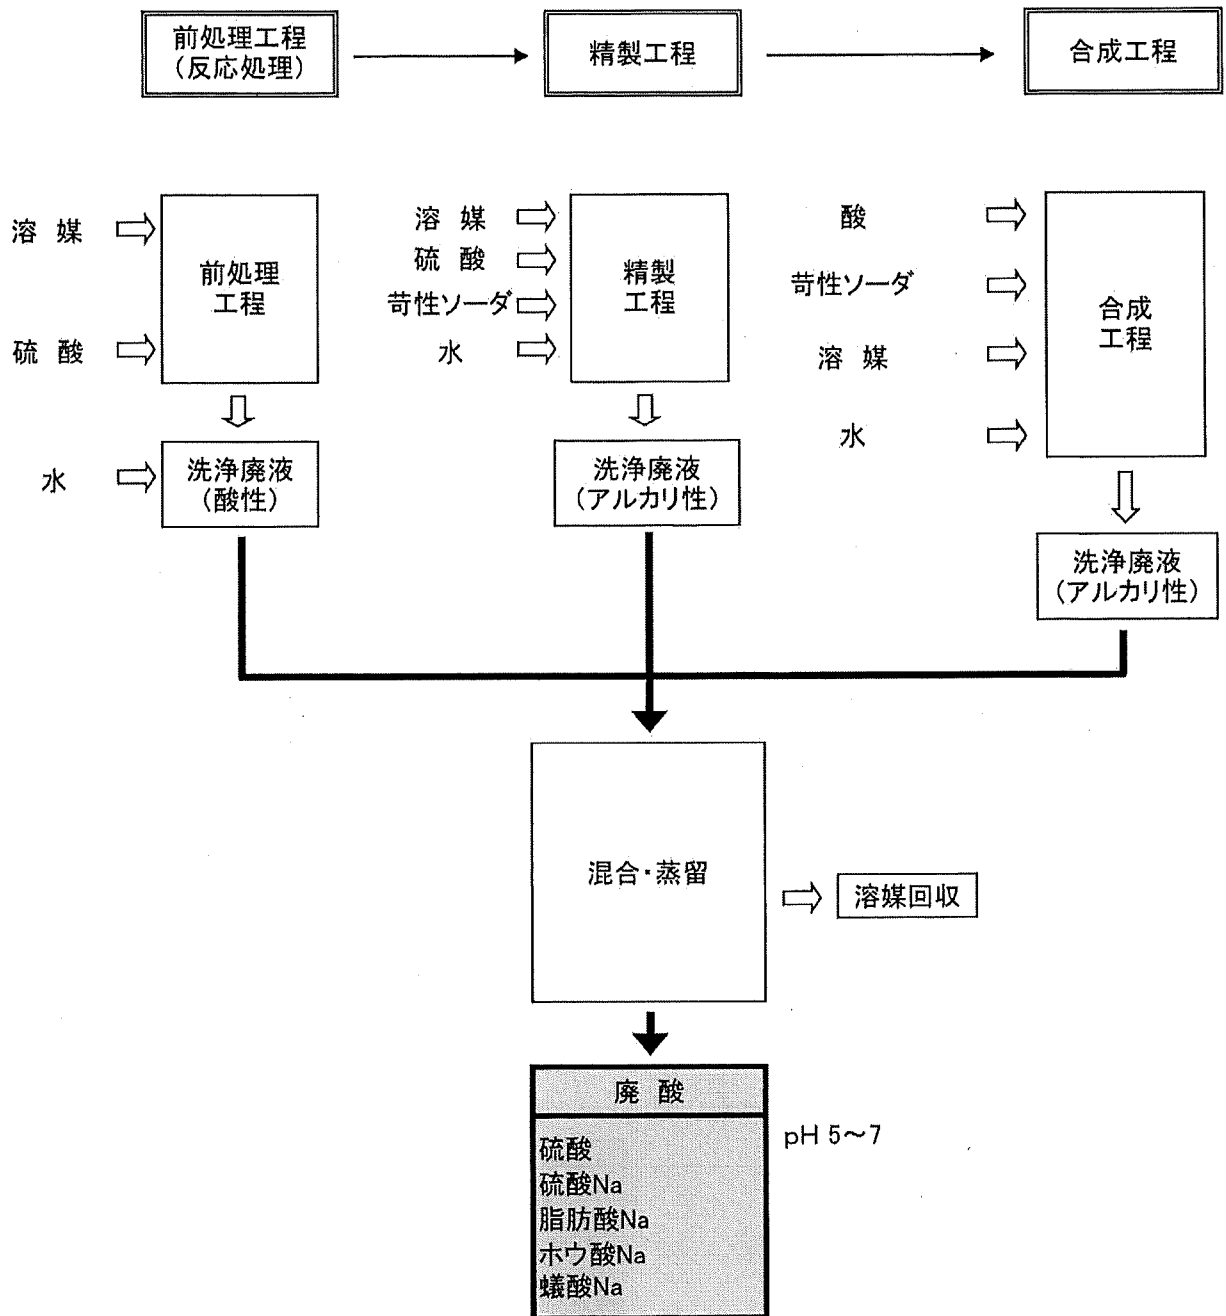 前処理工程
(反応処理)
精製工程
合成工程
溶 媒
硫 酸
前処理
工程
水
洗浄廃液
(酸性)
溶 媒
硫 酸
苛性ソーダ
水
精製
工程
洗浄廃液
(アルカリ性)
酸
苛性ソーダ
溶 媒
水
合成
工程
洗浄廃液
(アルカリ性)
混合・蒸留
溶媒回収
廃 酸
pH 5~7
硫酸
硫酸Na
脂肪酸Na
ホウ酸Na
蟻酸Na